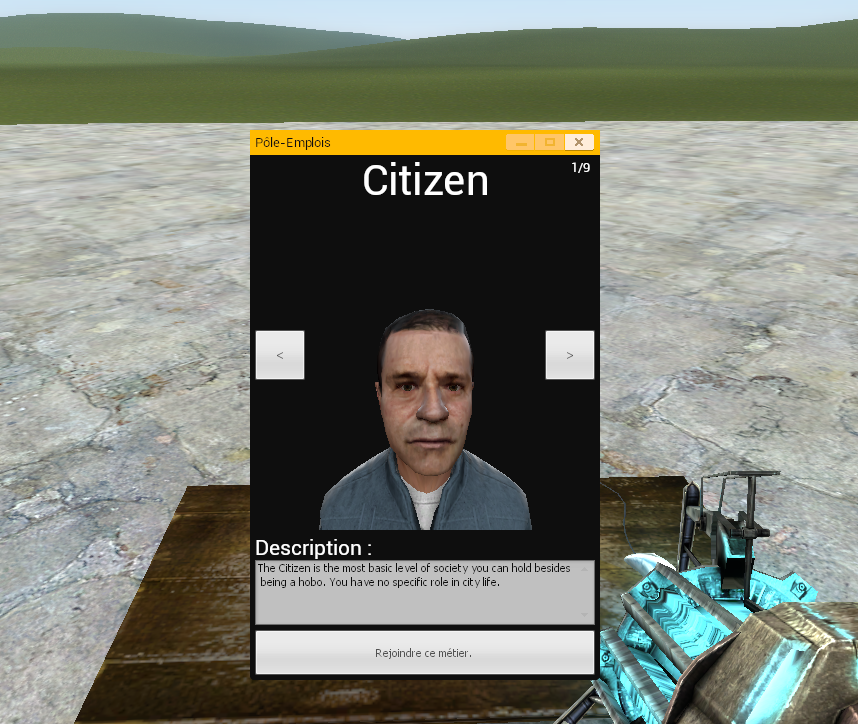 Pôle-Emplois
Citizen
1/9
<
>
Description :
The Citizen is the most basic level of society you can hold besides
being a hobo. You have no specific role in city life.
Rejoindre ce métier.